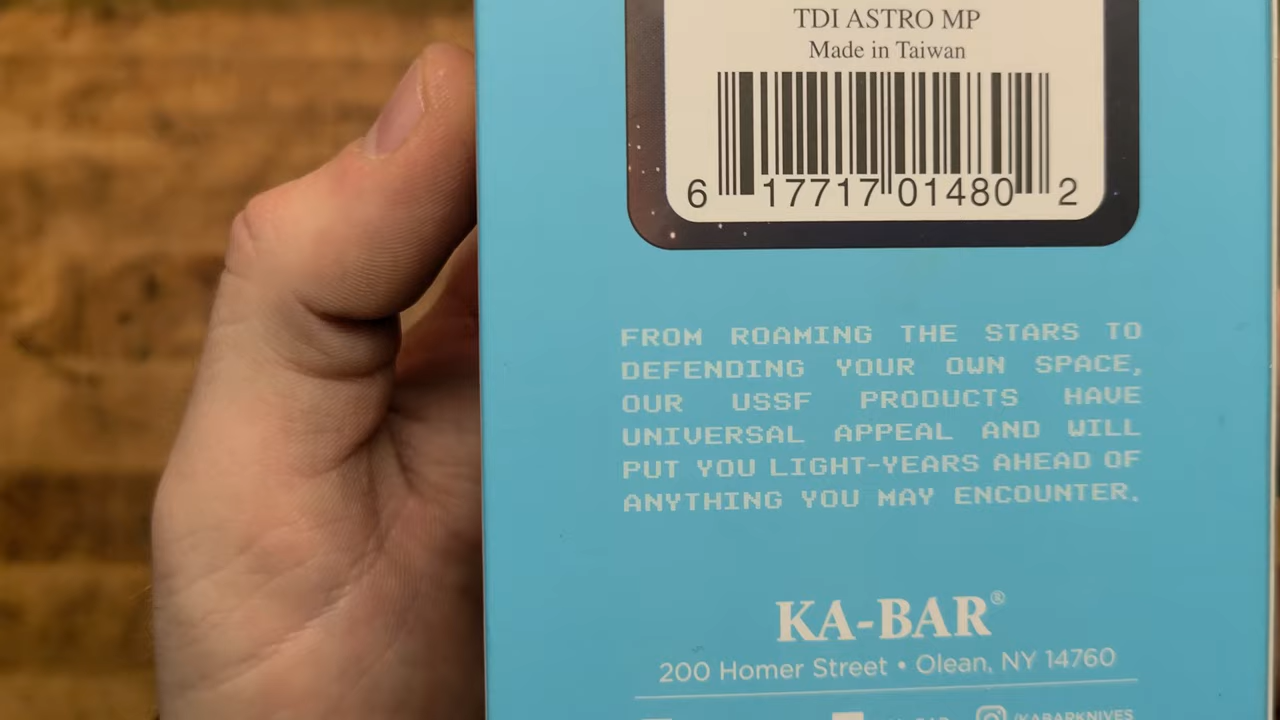 TDI ASTRO MP
Made in Taiwan
6 17717 01480 2
FROM ROAMING THE STARS TO
DEFENDING YOUR OWN SPACE,
OUR USSF PRODUCTS HAVE
UNIVERSAL APPEAL AND WILL
PUT YOU LIGHT-YEARS AHEAD OF
ANYTHING YOU MAY ENCOUNTER.
KA-BAR®
200 Homer Street • Olean, NY 14760
/KABARKNIVES